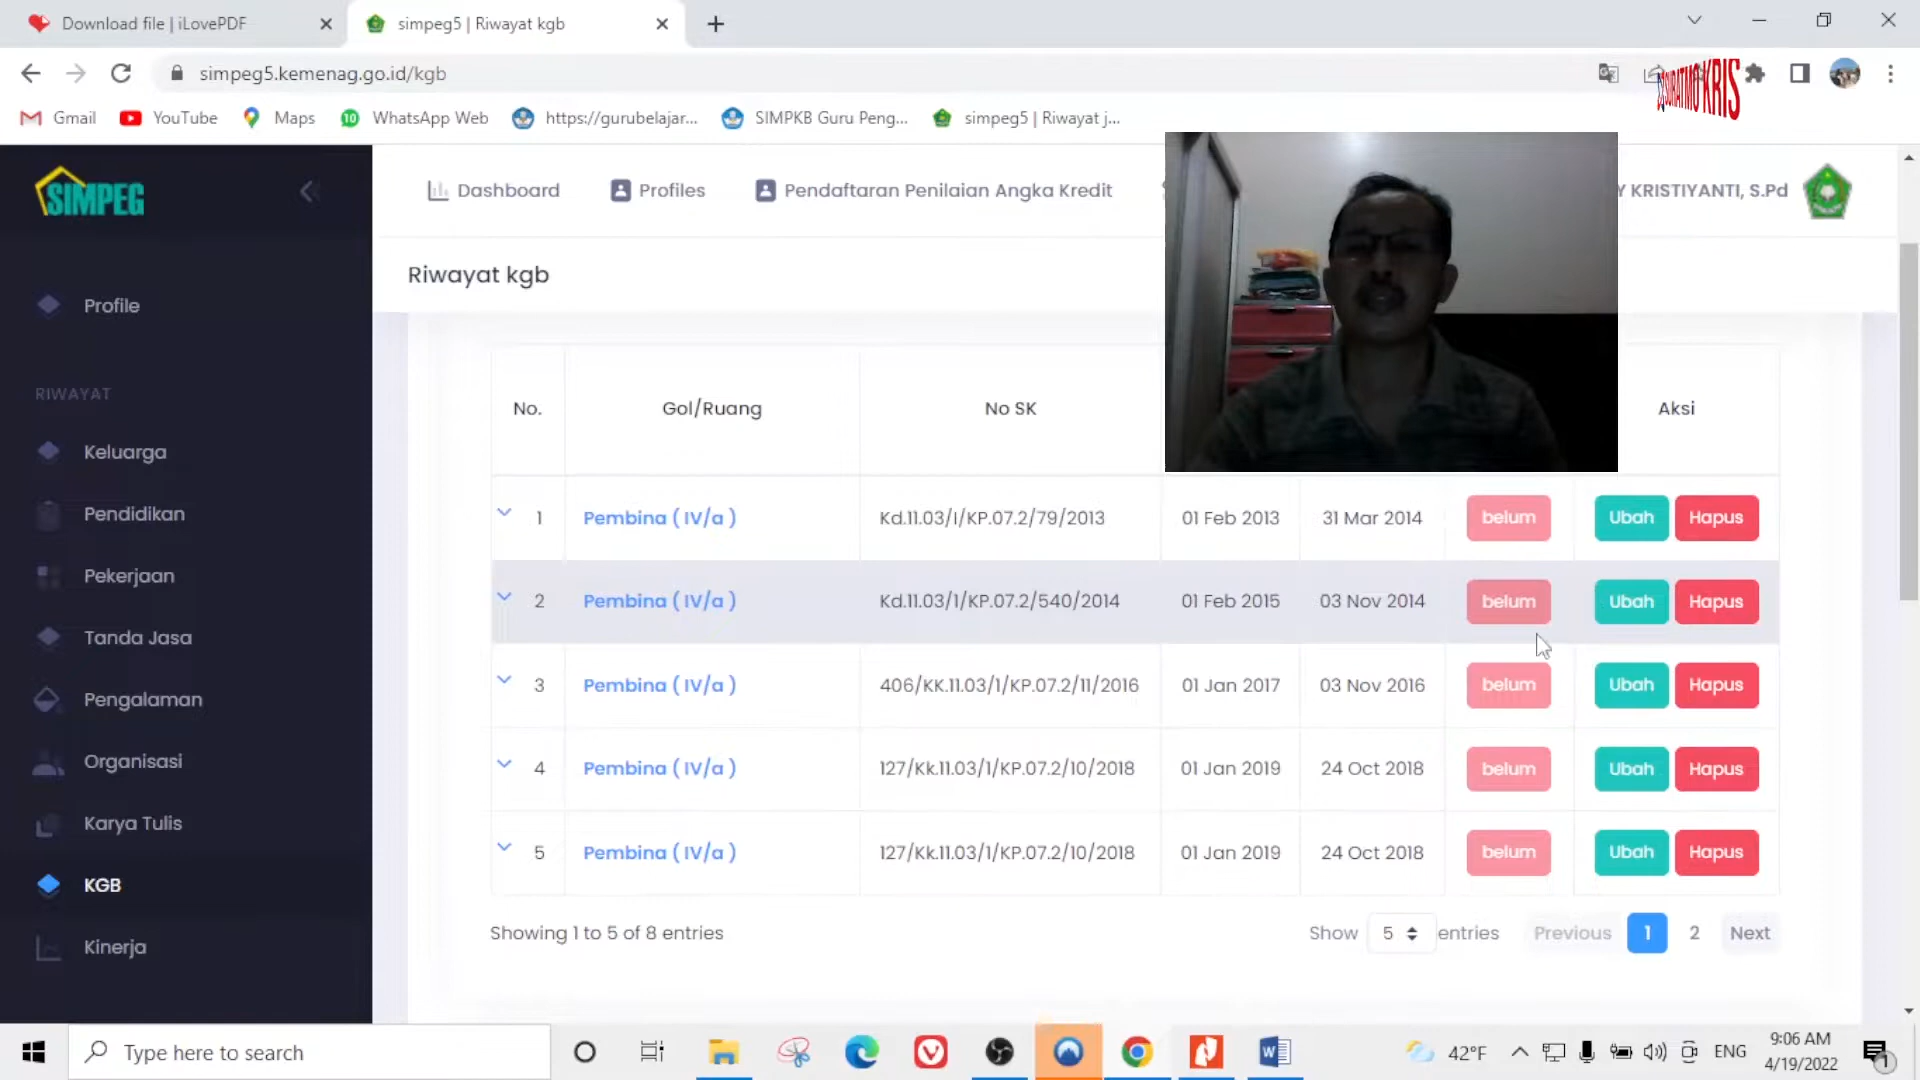 Download file | iLovePDF
simpeg5 | Riwayat kgb
simpeg5.kemenag.go.id/kgb
Gmail
YouTube
Maps
WhatsApp Web
https://gurubelajar...
SIMPKB Guru Peng...
simpeg5 | Riwayat j...
KRIS
SIMPEG
Dashboard
Profiles
Pendaftaran Penilaian Angka Kredit
Y KRISTIYANTI, S.Pd
Profile
RIWAYAT
Keluarga
Pendidikan
Pekerjaan
Tanda Jasa
Pengalaman
Organisasi
Karya Tulis
KGB
Kinerja
Riwayat kgb
No. Gol/Ruang No SK Aksi
1 Pembina ( IV/a ) Kd.11.03/I/KP.07.2/79/2013 01 Feb 2013 31 Mar 2014 belum Ubah Hapus
2 Pembina ( IV/a ) Kd.11.03/1/KP.07.2/540/2014 01 Feb 2015 03 Nov 2014 belum Ubah Hapus
3 Pembina ( IV/a ) 406/KK.11.03/1/KP.07.2/11/2016 01 Jan 2017 03 Nov 2016 belum Ubah Hapus
4 Pembina ( IV/a ) 127/Kk.11.03/1/KP.07.2/10/2018 01 Jan 2019 24 Oct 2018 belum Ubah Hapus
5 Pembina ( IV/a ) 127/Kk.11.03/1/KP.07.2/10/2018 01 Jan 2019 24 Oct 2018 belum Ubah Hapus
Showing 1 to 5 of 8 entries
Show 5 entries
Previous 1 2 Next
Type here to search
42°F
ENG
9:06 AM
4/19/2022
1